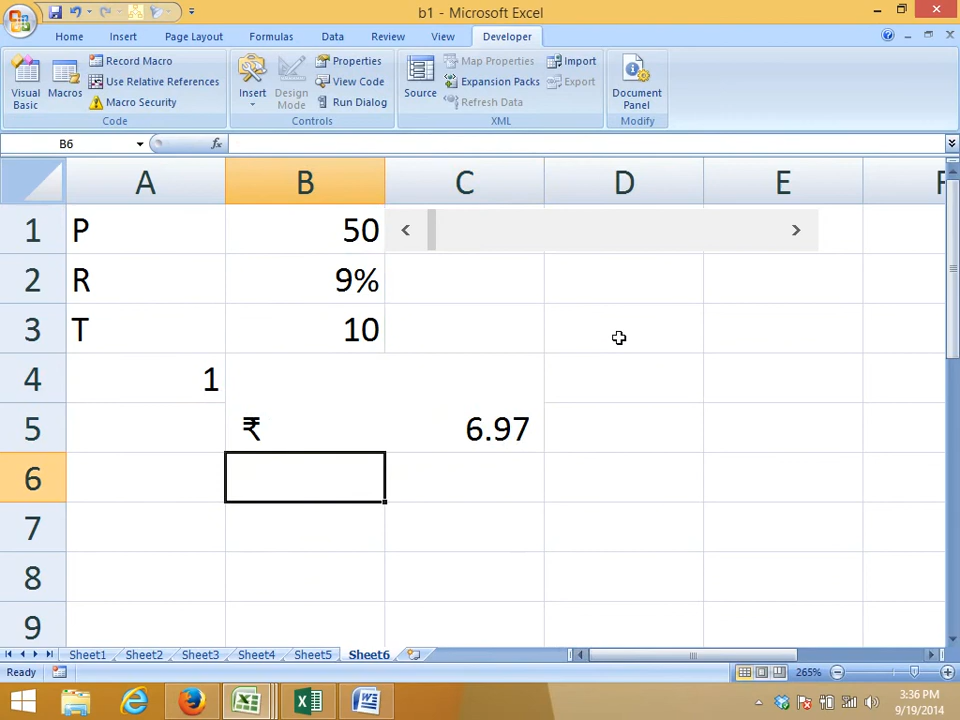 b1 - Microsoft Excel
Home Insert Page Layout Formulas Data Review View Developer
Visual Basic
Macros
Record Macro
Use Relative References
Macro Security
Code
Insert
Design Mode
Properties
View Code
Run Dialog
Controls
Source
Map Properties
Expansion Packs
Refresh Data
Import
Export
XML
Document Panel
Modify
B6 fx
A B C D E F
1 P 50
2 R 9%
3 T 10
4 1
5 ₹ 6.97
6
7
8
9
Sheet1 Sheet2 Sheet3 Sheet4 Sheet5 Sheet6
Ready 265%
3:36 PM
9/19/2014